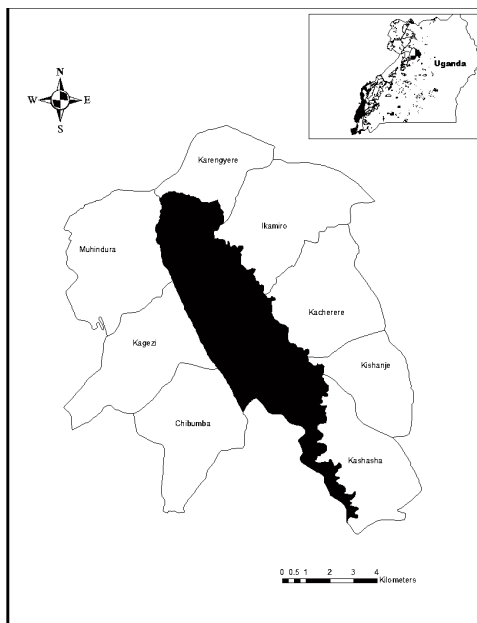 Uganda
N
W E
S
Karengyere
Ikamiro
Muhindura
Kacherere
Kagezi
Kishanje
Chibumba
Kashasha
0 0.5 1 2 3 4
Kilometers